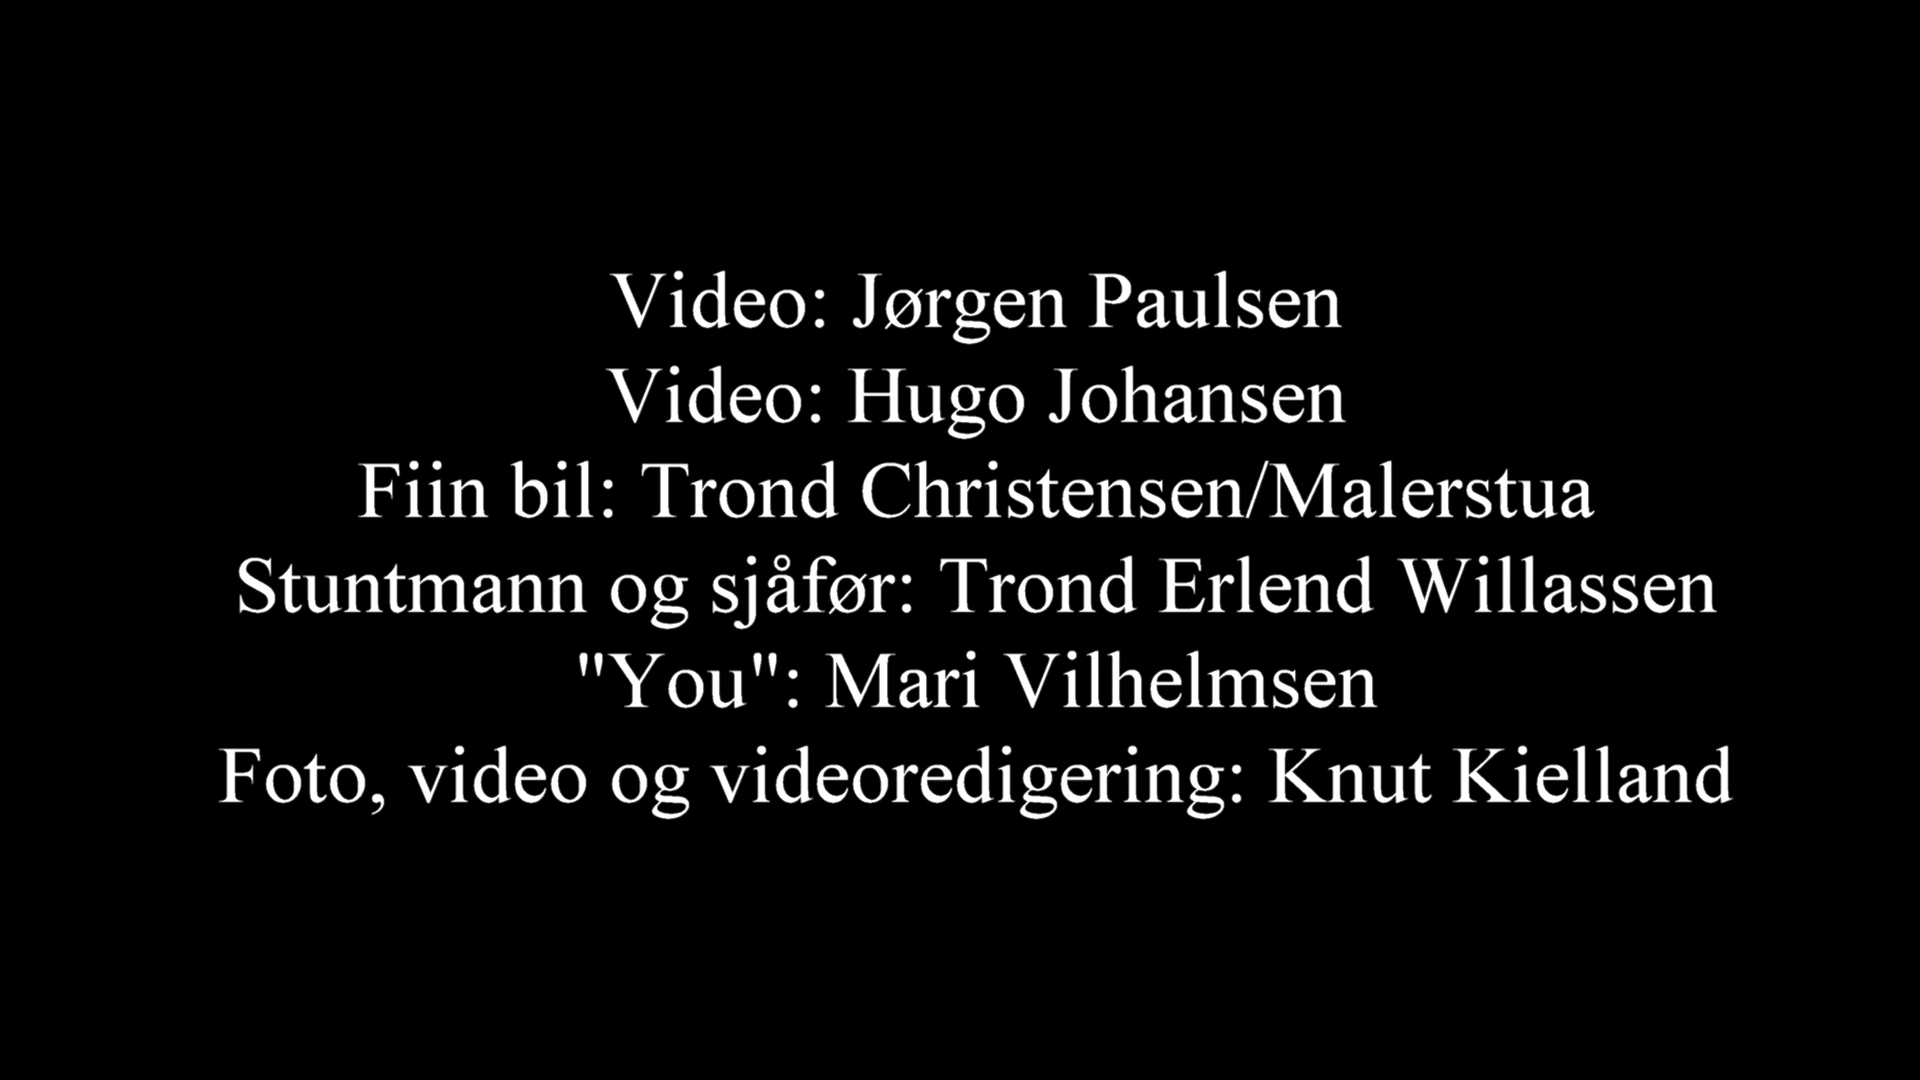 Video: Jørgen Paulsen
Video: Hugo Johansen
Fiin bil: Trond Christensen/Malerstua
Stuntmann og sjåfør: Trond Erlend Willassen
"You": Mari Vilhelmsen
Foto, video og videoredigering: Knut Kielland